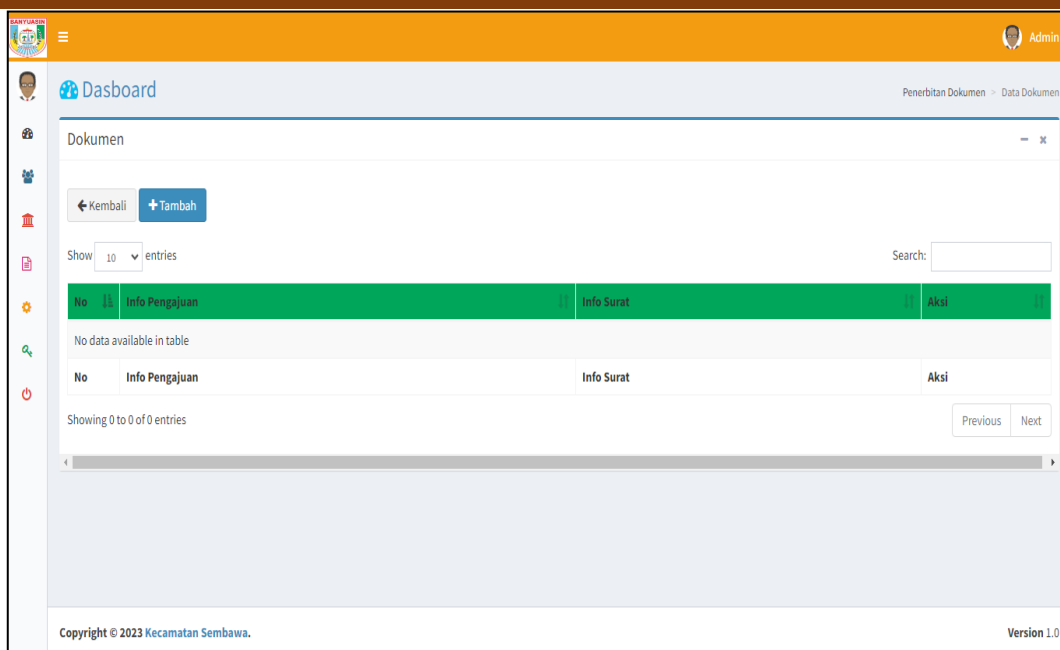 BANYUASIN
Admin
Dasboard
Penerbitan Dokumen > Data Dokumen
Dokumen
Kembali
Tambah
Show 10 entries
Search:
No Info Pengajuan Info Surat Aksi
No data available in table
No Info Pengajuan Info Surat Aksi
Showing 0 to 0 of 0 entries
Previous Next
Copyright © 2023 Kecamatan Sembawa.
Version 1.0